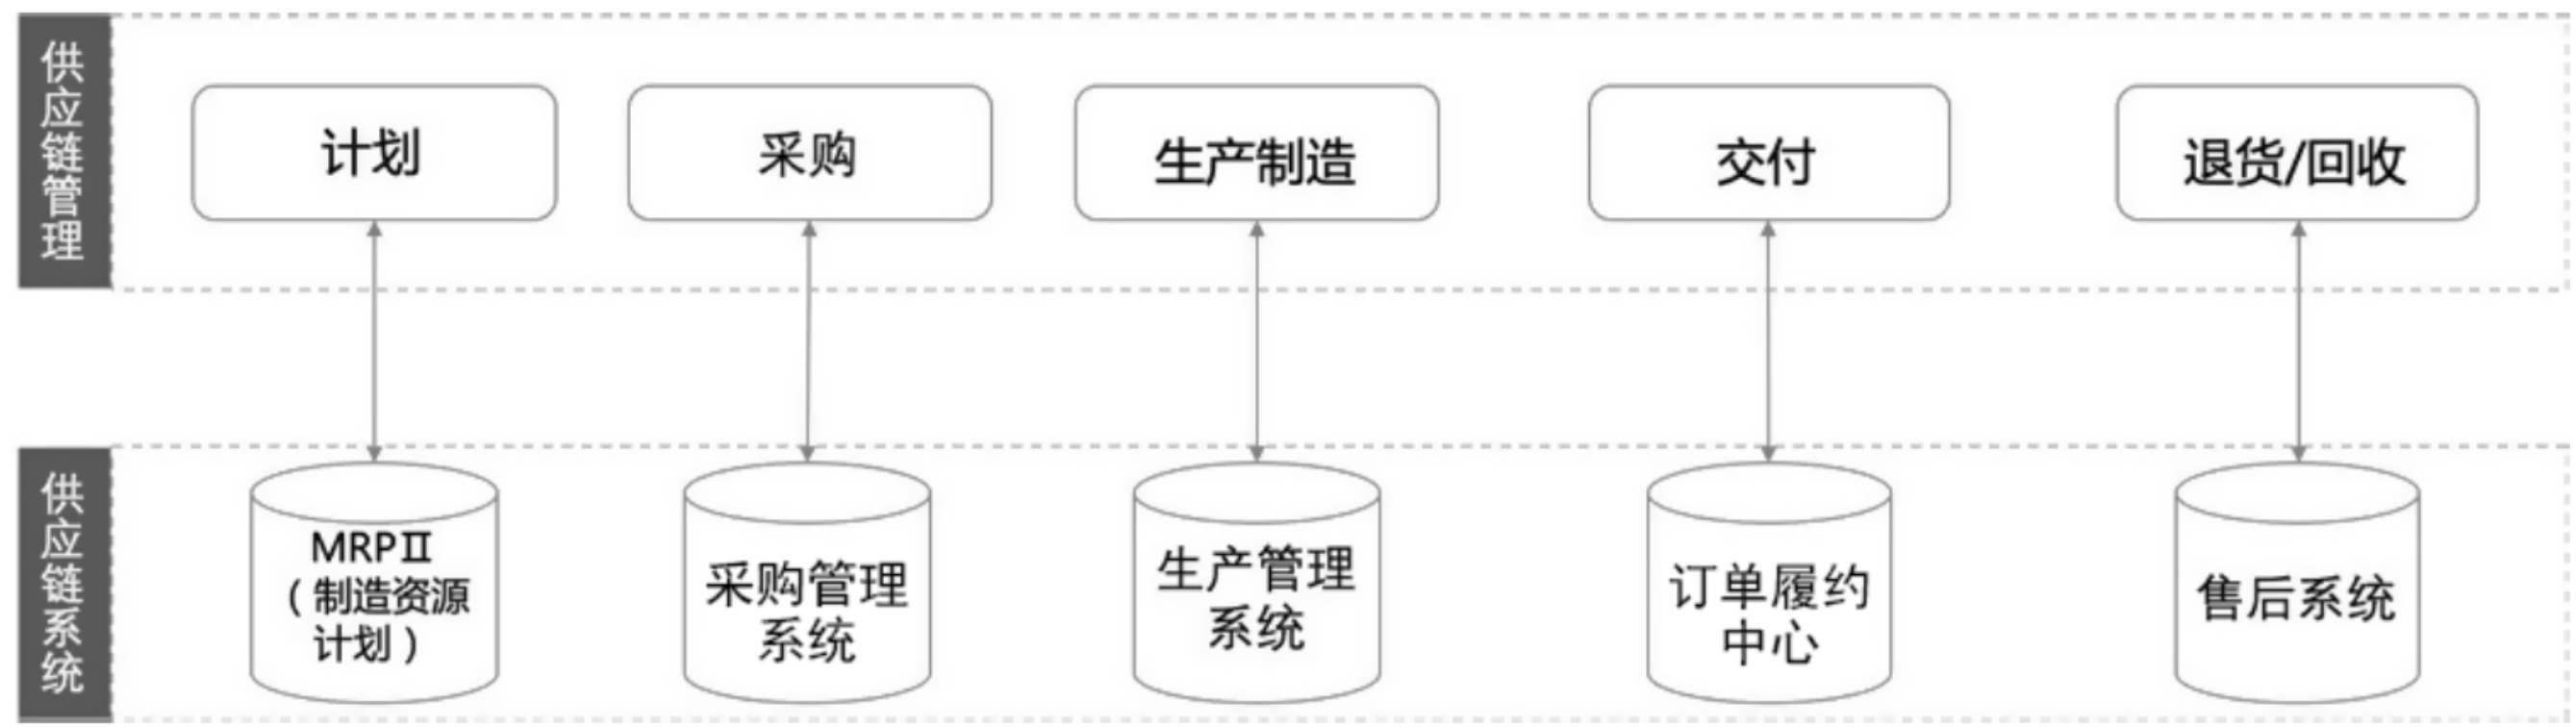 供应链管理
计划
采购
生产制造
交付
退货/回收
供应链系统
MRPⅡ
（制造资源
计划）
采购管理
系统
生产管理
系统
订单履约
中心
售后系统